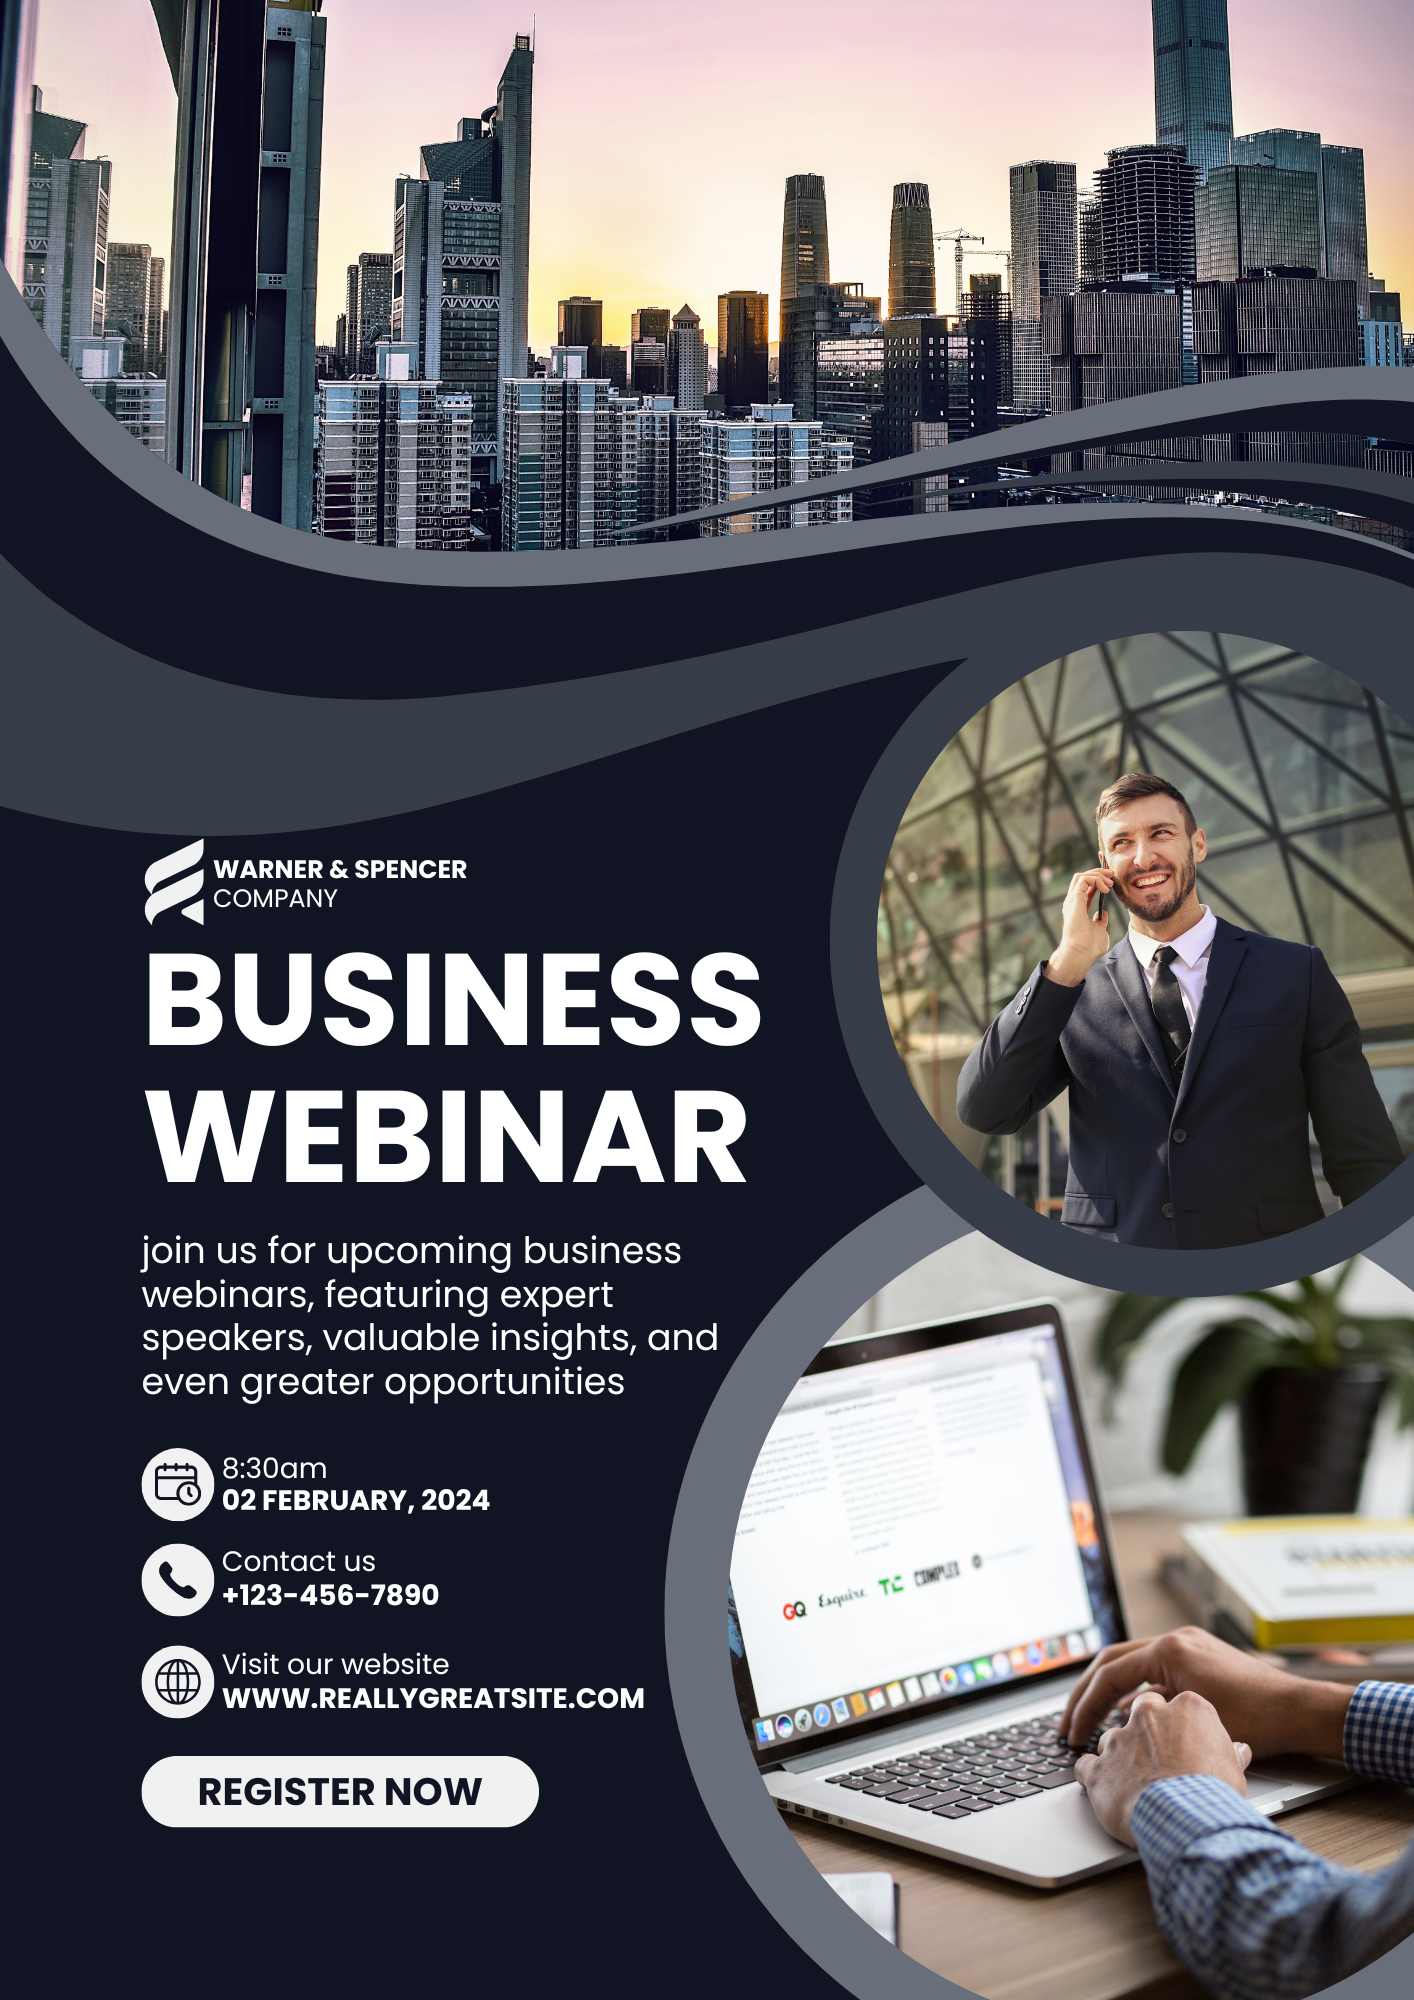 WARNER & SPENCER
COMPANY
BUSINESS
WEBINAR
join us for upcoming business
webinars, featuring expert
speakers, valuable insights, and
even greater opportunities
8:30am
02 FEBRUARY, 2024
Contact us
+123-456-7890
Visit our website
WWW.REALLYGREATSITE.COM
REGISTER NOW
GQ Esquire TC COMPLEX